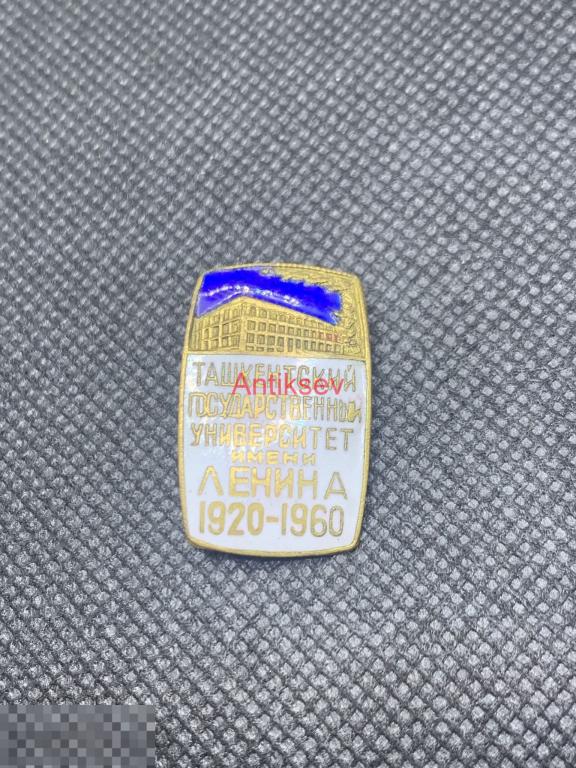 ТАШКЕНТСКИЙ
Antiksev
ГОСУДАРСТВЕННЫЙ
УНИВЕРСИТЕТ
ИМЕНИ
ЛЕНИНА
1920-1960